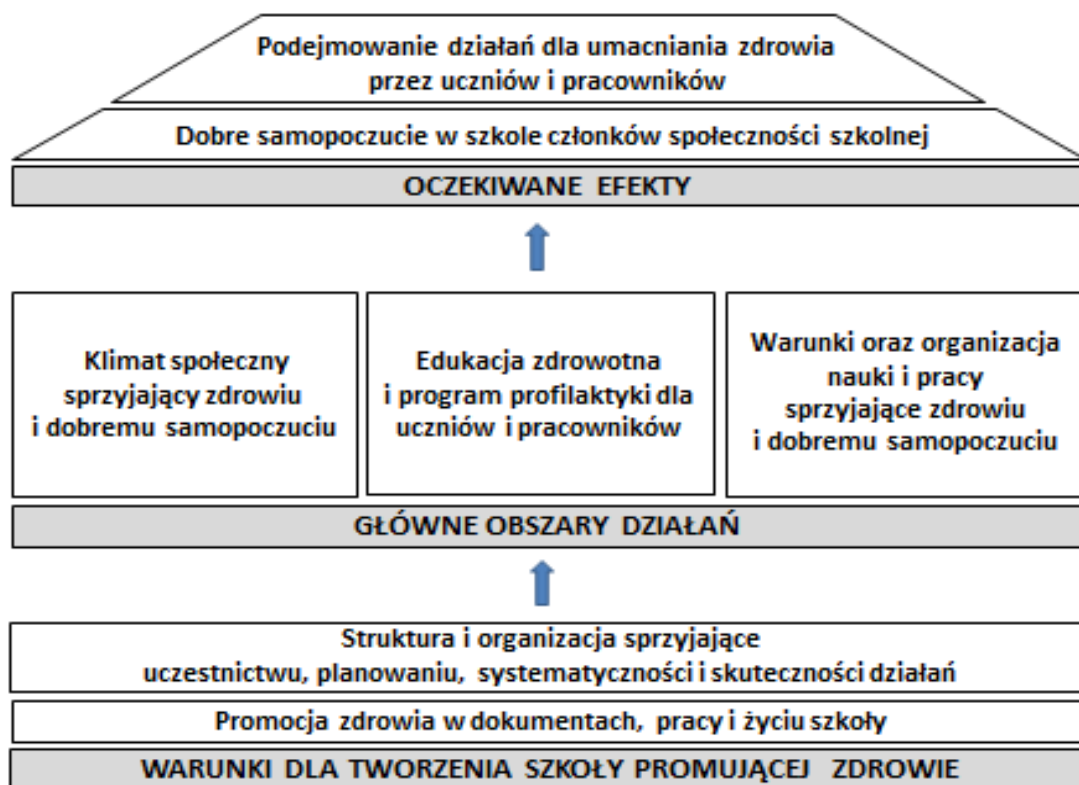 Podejmowanie działań dla umacniania zdrowia
przez uczniów i pracowników
Dobre samopoczucie w szkole członków społeczności szkolnej
OCZEKIWANE EFEKTY
Klimat społeczny
sprzyjający zdrowiu
i dobremu samopoczuciu
Edukacja zdrowotna
i program profilaktyki dla
uczniów i pracowników
Warunki oraz organizacja
nauki i pracy
sprzyjające zdrowiu
i dobremu samopoczuciu
GŁÓWNE OBSZARY DZIAŁAŃ
Struktura i organizacja sprzyjające
uczestnictwu, planowaniu, systematyczności i skuteczności działań
Promocja zdrowia w dokumentach, pracy i życiu szkoły
WARUNKI DLA TWORZENIA SZKOŁY PROMUJĄCEJ ZDROWIE